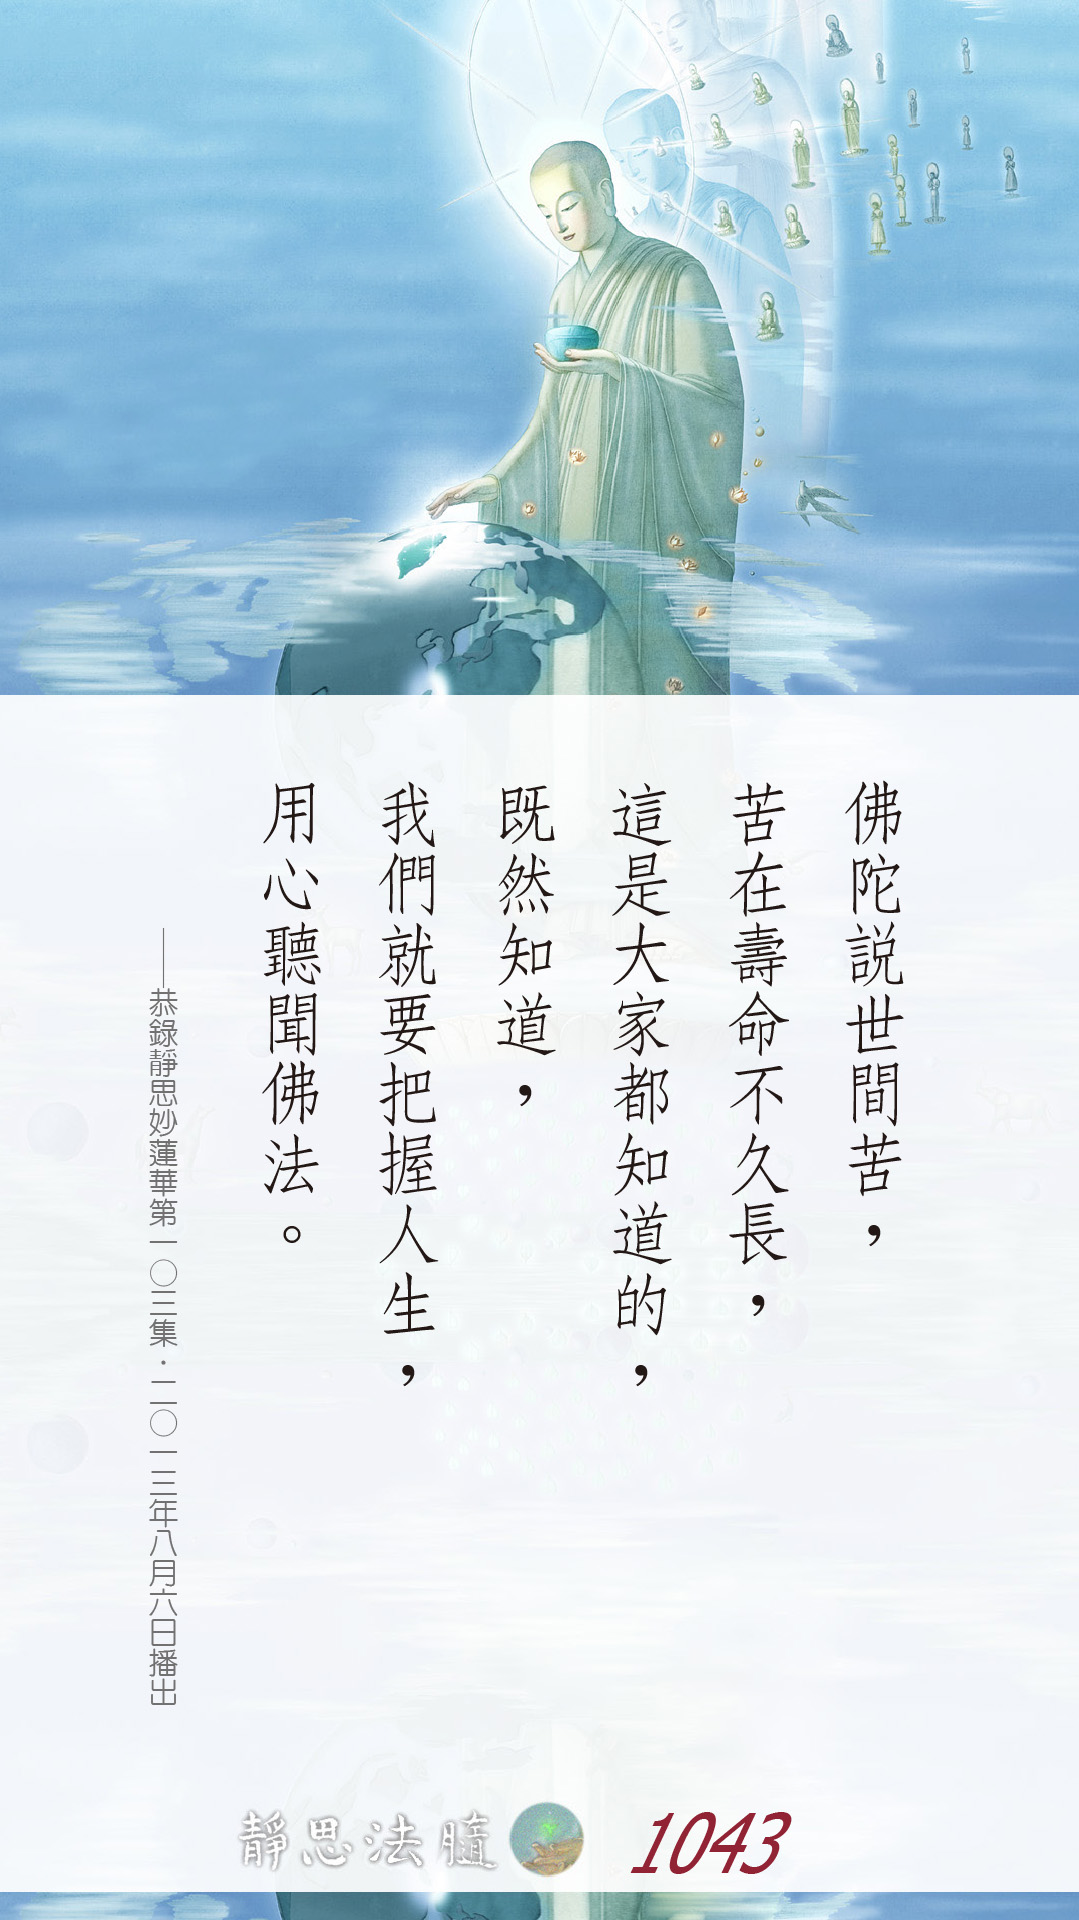 佛陀説世間苦，
苦在壽命不久長，
這是大家都知道的，
既然知道，
我們就要把握人生，
用心聽聞佛法。
——恭錄靜思妙蓮華第一〇三集·二〇一三年八月六日播出
靜思法髓
1043